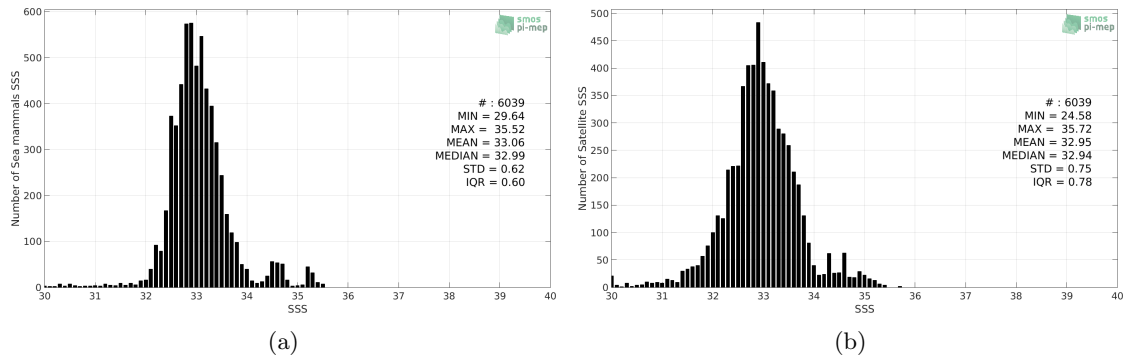 600
500
400
300
200
100
0
Number of Sea mammals SSS
smos
pi-mep
# : 6039
MIN = 29.64
MAX = 35.52
MEAN = 33.06
MEDIAN = 32.99
STD = 0.62
IQR = 0.60
30 31 32 33 34 35 36 37 38 39 40
SSS
(a)
500
450
400
350
300
250
200
150
100
50
0
Number of Satellite SSS
smos
pi-mep
# : 6039
MIN = 24.58
MAX = 35.72
MEAN = 32.95
MEDIAN = 32.94
STD = 0.75
IQR = 0.78
30 31 32 33 34 35 36 37 38 39 40
SSS
(b)